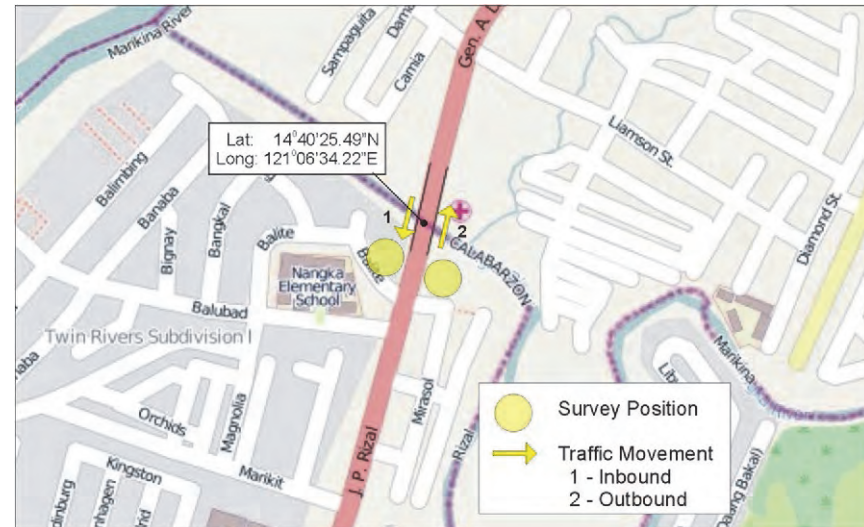 Marikina River
Sampaguita
Camia
Gen. A.
Liamson St.
Diamond St.
Lat: 14°40'25.49"N
Long: 121°06'34.22"E
Balimbing
Banaba
Bignay
Bangkal
Balite
1
2
CALABARZON
Balite
Nangka
Elementary
School
Balubad
Twin Rivers Subdivision I
Orchids
Magnolia
Marikit
Kingston
J. P. Rizal
Mirasol
Rizal
Marikina
Survey Position
Traffic Movement
1 - Inbound
2 - Outbound